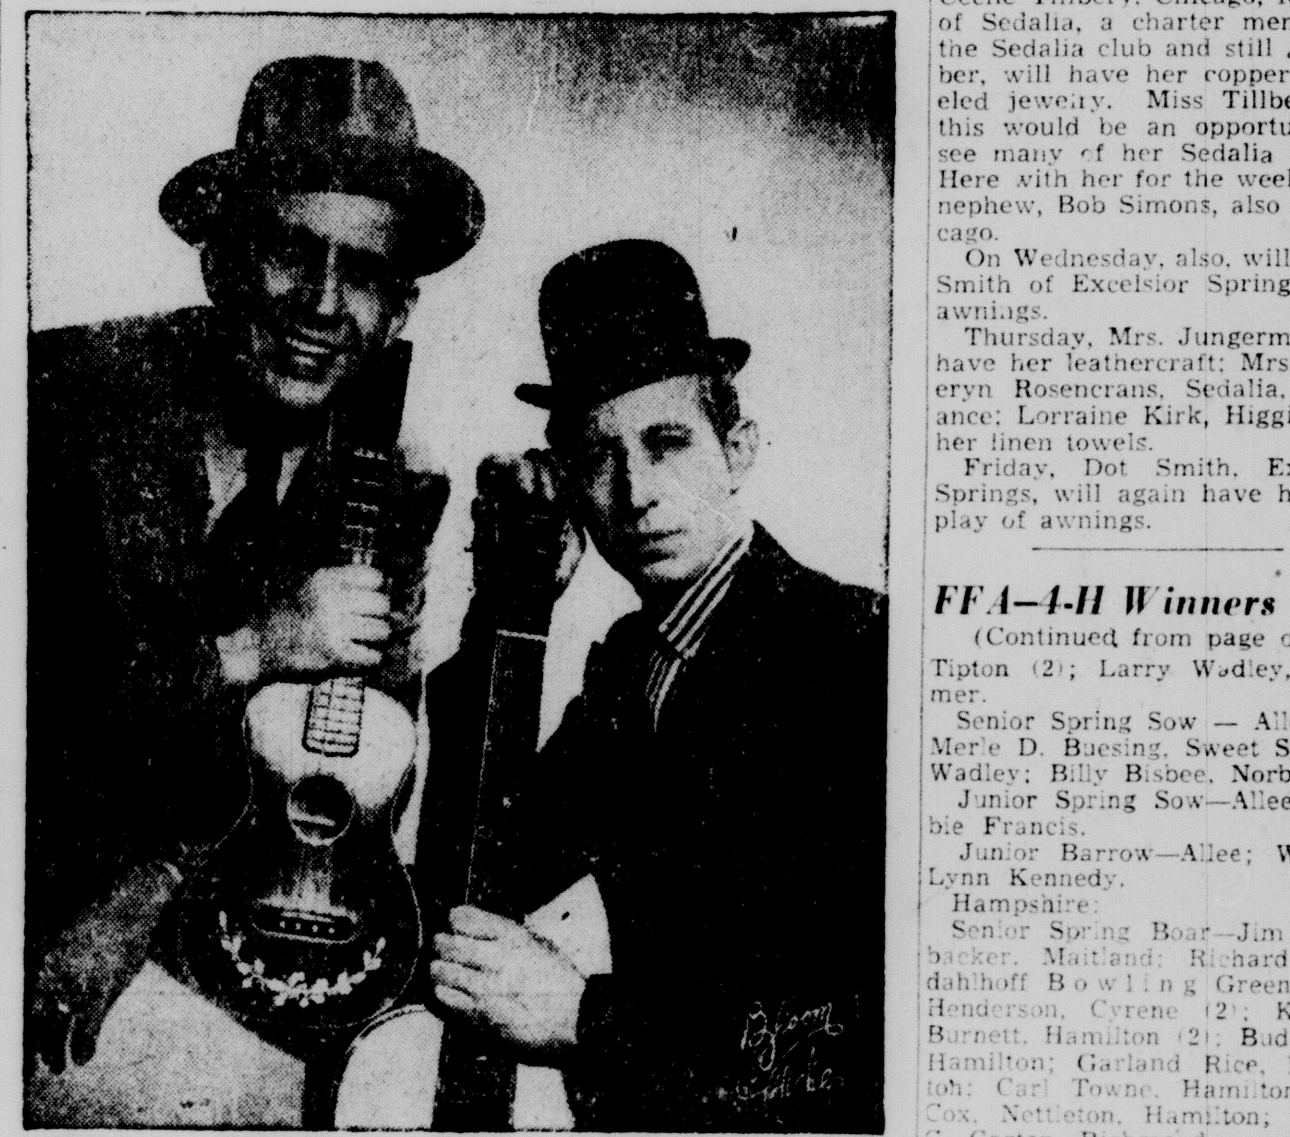 Bloom
of Sedalia, a charter mem
the Sedalia club and still
ber, will have her copper
eled jewelry. Miss Tillbe
this would be an opportu
see many of her Sedalia
Here with her for the weel
nephew, Bob Simons, also
cago.
On Wednesday, also, will
Smith of Excelsior Spring
awnings.
Thursday, Mrs. Jungerm
have her leathercraft; Mrs
eryn Rosencrans, Sedalia,
ance; Lorraine Kirk, Higgi
her linen towels.
Friday, Dot Smith, Ex
Springs, will again have h
play of awnings.
FFA—4-H Winners
(Continued from page o
Tipton (2); Larry Wadley,
mer.
Senior Spring Sow — All
Merle D. Buesing, Sweet S
Wadley; Billy Bisbee, Norb
Junior Spring Sow—Allee
bie Francis.
Junior Barrow—Allee; W
Lynn Kennedy.
Hampshire:
Senior Spring Boar—Jim
backer, Maitland; Richard
dahlhoff Bowling Green
Henderson, Cyrene (2); K
Burnett, Hamilton (2); Bud
Hamilton; Garland Rice,
toh; Carl Towne, Hamilton
Cox, Nettleton, Hamilton;